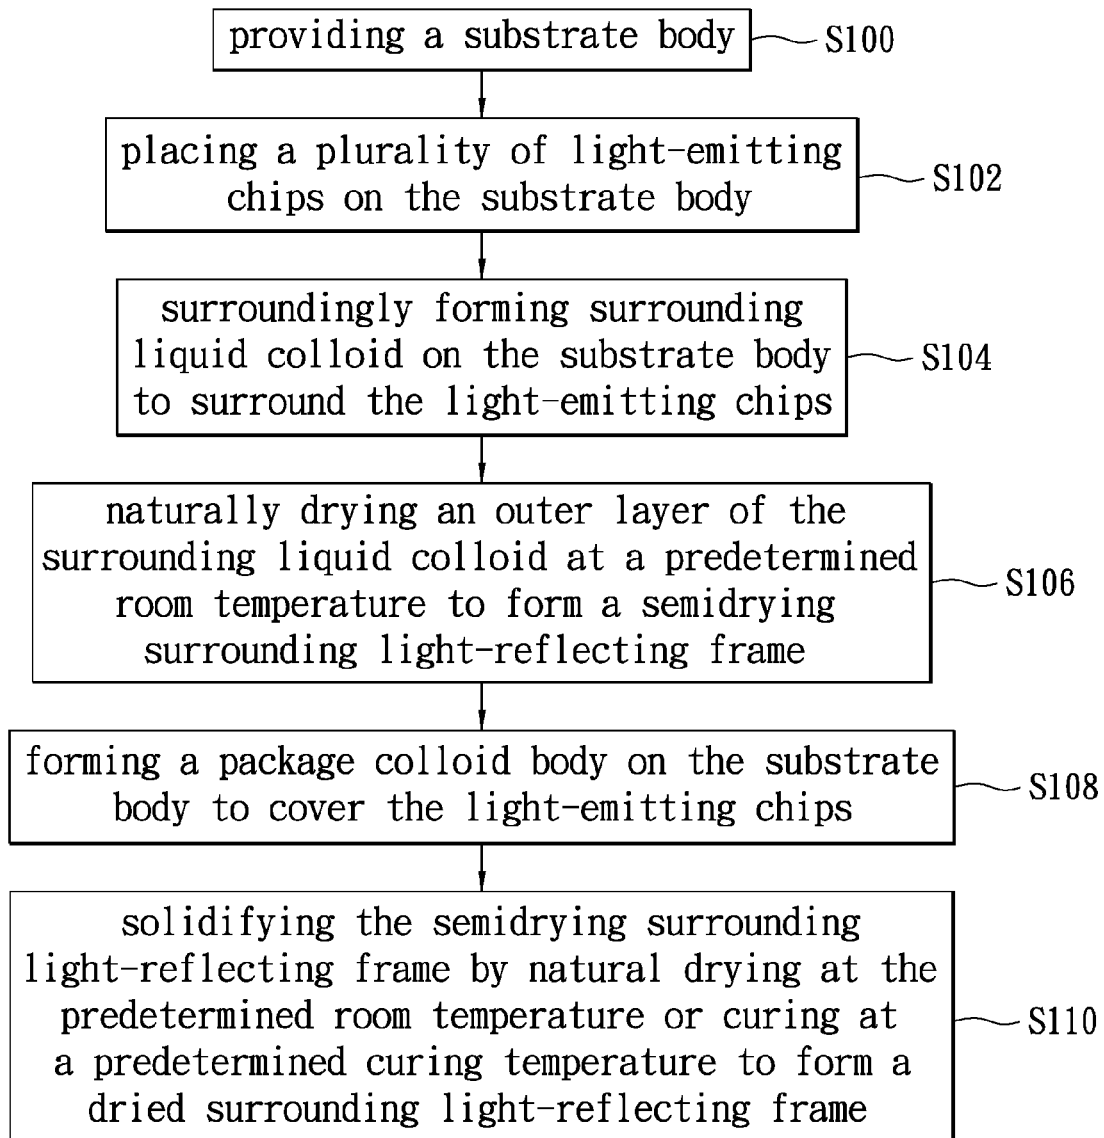 providing a substrate body
S100
placing a plurality of light-emitting
chips on the substrate body
S102
surroundingly forming surrounding
liquid colloid on the substrate body
to surround the light-emitting chips
S104
naturally drying an outer layer of the
surrounding liquid colloid at a predetermined
room temperature to form a semidrying
surrounding light-reflecting frame
S106
forming a package colloid body on the substrate
body to cover the light-emitting chips
S108
solidifying the semidrying surrounding
light-reflecting frame by natural drying at the
predetermined room temperature or curing at
a predetermined curing temperature to form a
dried surrounding light-reflecting frame
S110